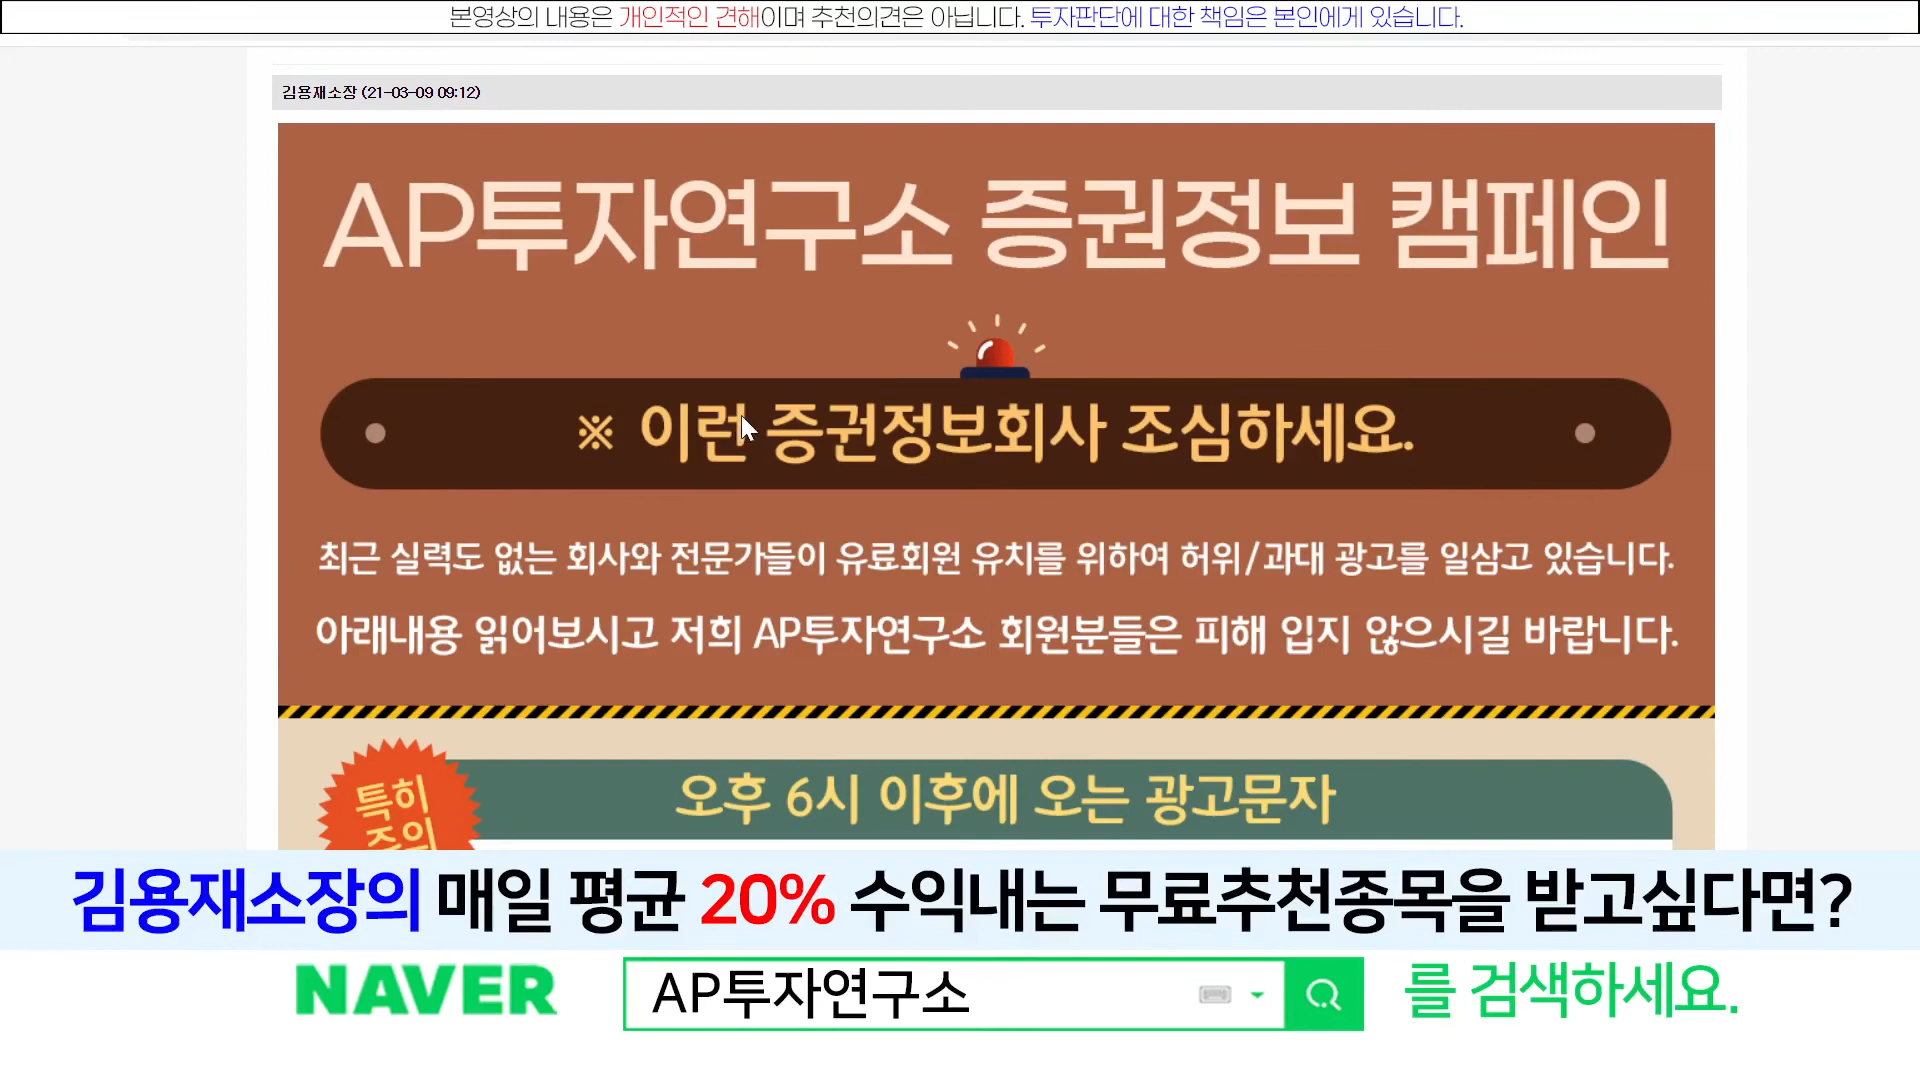 본영상의 내용은 개인적인 견해이며 추천의견은 아닙니다. 투자판단에 대한 책임은 본인에게 있습니다.
김용재소장 (21-03-09 09:12)
AP투자연구소 증권정보 캠페인
※ 이런 증권정보회사 조심하세요.
최근 실력도 없는 회사와 전문가들이 유료회원 유치를 위하여 허위/과대 광고를 일삼고 있습니다.
아래내용 읽어보시고 저희 AP투자연구소 회원분들은 피해 입지 않으시길 바랍니다.
특히
주의
오후 6시 이후에 오는 광고문자
김용재소장의 매일 평균 20% 수익내는 무료추천종목을 받고싶다면?
NAVER AP투자연구소 를 검색하세요.